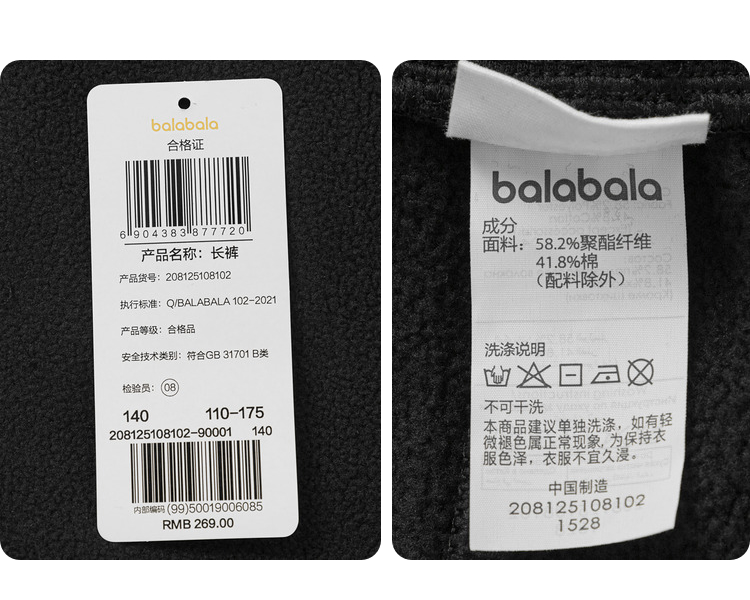 balabala
合格证
6 904383 877720
产品名称：长裤
产品货号：208125108102
执行标准：Q/BALABALA 102-2021
产品等级：合格品
安全技术类别：符合GB 31701 B类
检验员：08
140 110-175
208125108102-90001 140
内部编码 (99)50019006085
RMB 269.00
balabala
成分
面料：58.2%聚酯纤维
41.8%棉
（配料除外）
洗涤说明
不可干洗
本商品建议单独洗涤，如有轻
微褪色属正常现象，为保持衣
服色泽，衣服不宜久浸。
中国制造
208125108102
1528